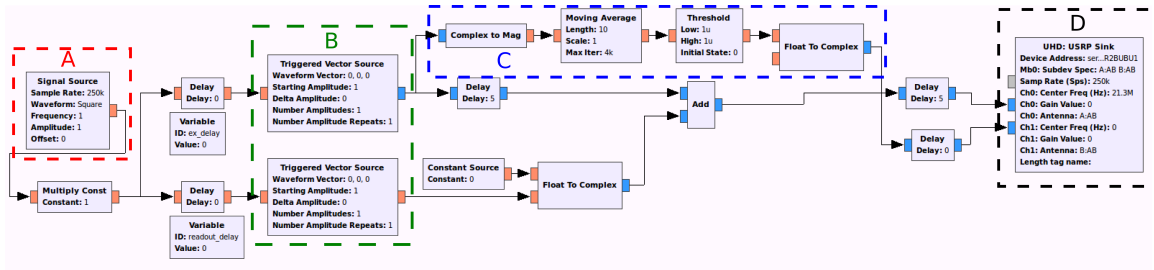 A
Signal Source
Sample Rate: 250k
Waveform: Square
Frequency: 1
Amplitude: 1
Offset: 0
Multiply Const
Constant: 1
Delay
Delay: 0
Variable
ID: ex_delay
Value: 0
Delay
Delay: 0
Variable
ID: readout_delay
Value: 0
B
Triggered Vector Source
Waveform Vector: 0, 0, 0
Starting Amplitude: 1
Delta Amplitude: 0
Number Amplitudes: 1
Number Amplitude Repeats: 1
Triggered Vector Source
Waveform Vector: 0, 0, 0
Starting Amplitude: 1
Delta Amplitude: 0
Number Amplitudes: 1
Number Amplitude Repeats: 1
C
Complex to Mag
Moving Average
Length: 10
Scale: 1
Max Iter: 4k
Threshold
Low: 1u
High: 1u
Initial State: 0
Float To Complex
Delay
Delay: 5
Add
Constant Source
Constant: 0
Float To Complex
Delay
Delay: 5
Delay
Delay: 0
D
UHD: USRP Sink
Device Address: ser...R2BUBU1
Mb0: Subdev Spec: A:AB B:AB
Samp Rate (Sps): 250k
Ch0: Center Freq (Hz): 21.3M
Ch0: Gain Value: 0
Ch0: Antenna: A:AB
Ch1: Center Freq (Hz): 0
Ch1: Gain Value: 0
Ch1: Antenna: B:AB
Length tag name: